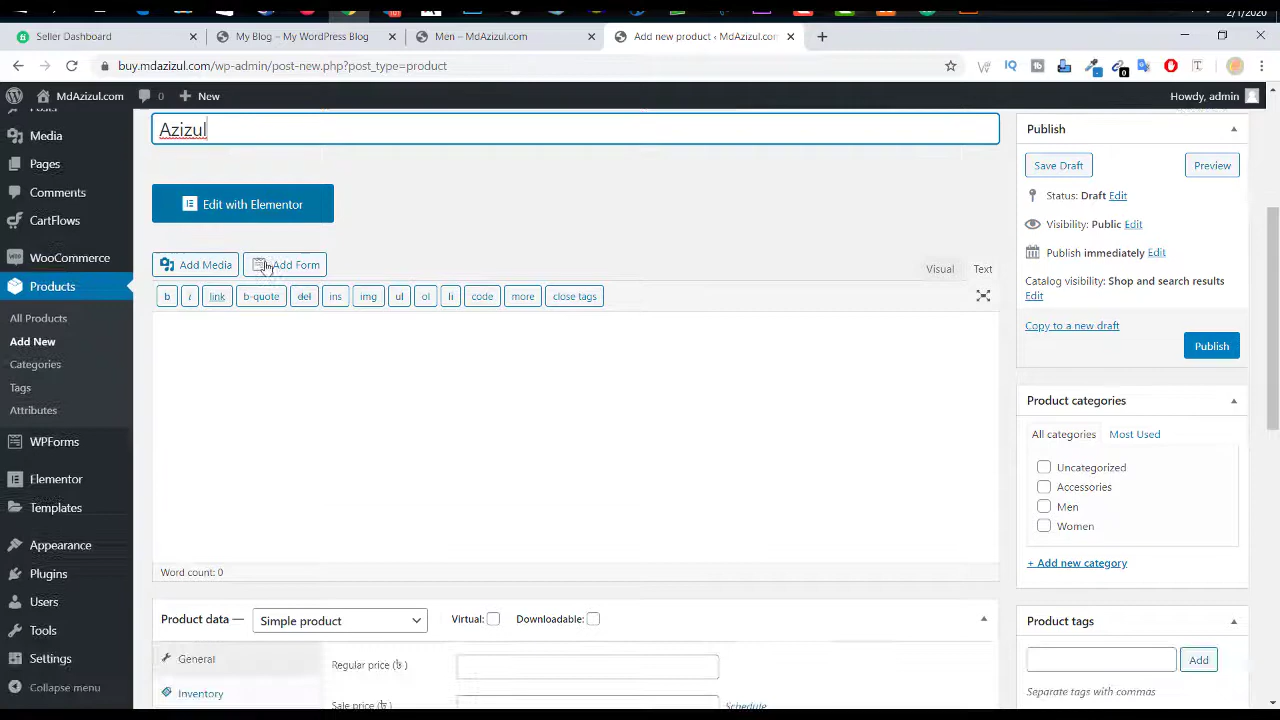 2/1/2020
Seller Dashboard
My Blog – My WordPress Blog
Men – MdAzizul.com
Add new product ‹ MdAzizul.com
buy.mdazizul.com/wp-admin/post-new.php?post_type=product
MdAzizul.com
0
New
Howdy, admin
Posts
Media
Pages
Comments
CartFlows
WooCommerce
Products
All Products
Add New
Categories
Tags
Attributes
WPForms
Elementor
Templates
Appearance
Plugins
Users
Tools
Settings
Collapse menu
Azizul
Edit with Elementor
Add Media
Add Form
Visual
Text
b
i
link
b-quote
del
ins
img
ul
ol
li
code
more
close tags
Word count: 0
Product data —
Simple product
Virtual:
Downloadable:
General
Inventory
Regular price (৳ )
Sale price (৳ )
Schedule
Publish
Save Draft
Preview
Status: Draft Edit
Visibility: Public Edit
Publish immediately Edit
Catalog visibility: Shop and search results
Edit
Copy to a new draft
Publish
Product categories
All categories
Most Used
Uncategorized
Accessories
Men
Women
+ Add new category
Product tags
Add
Separate tags with commas